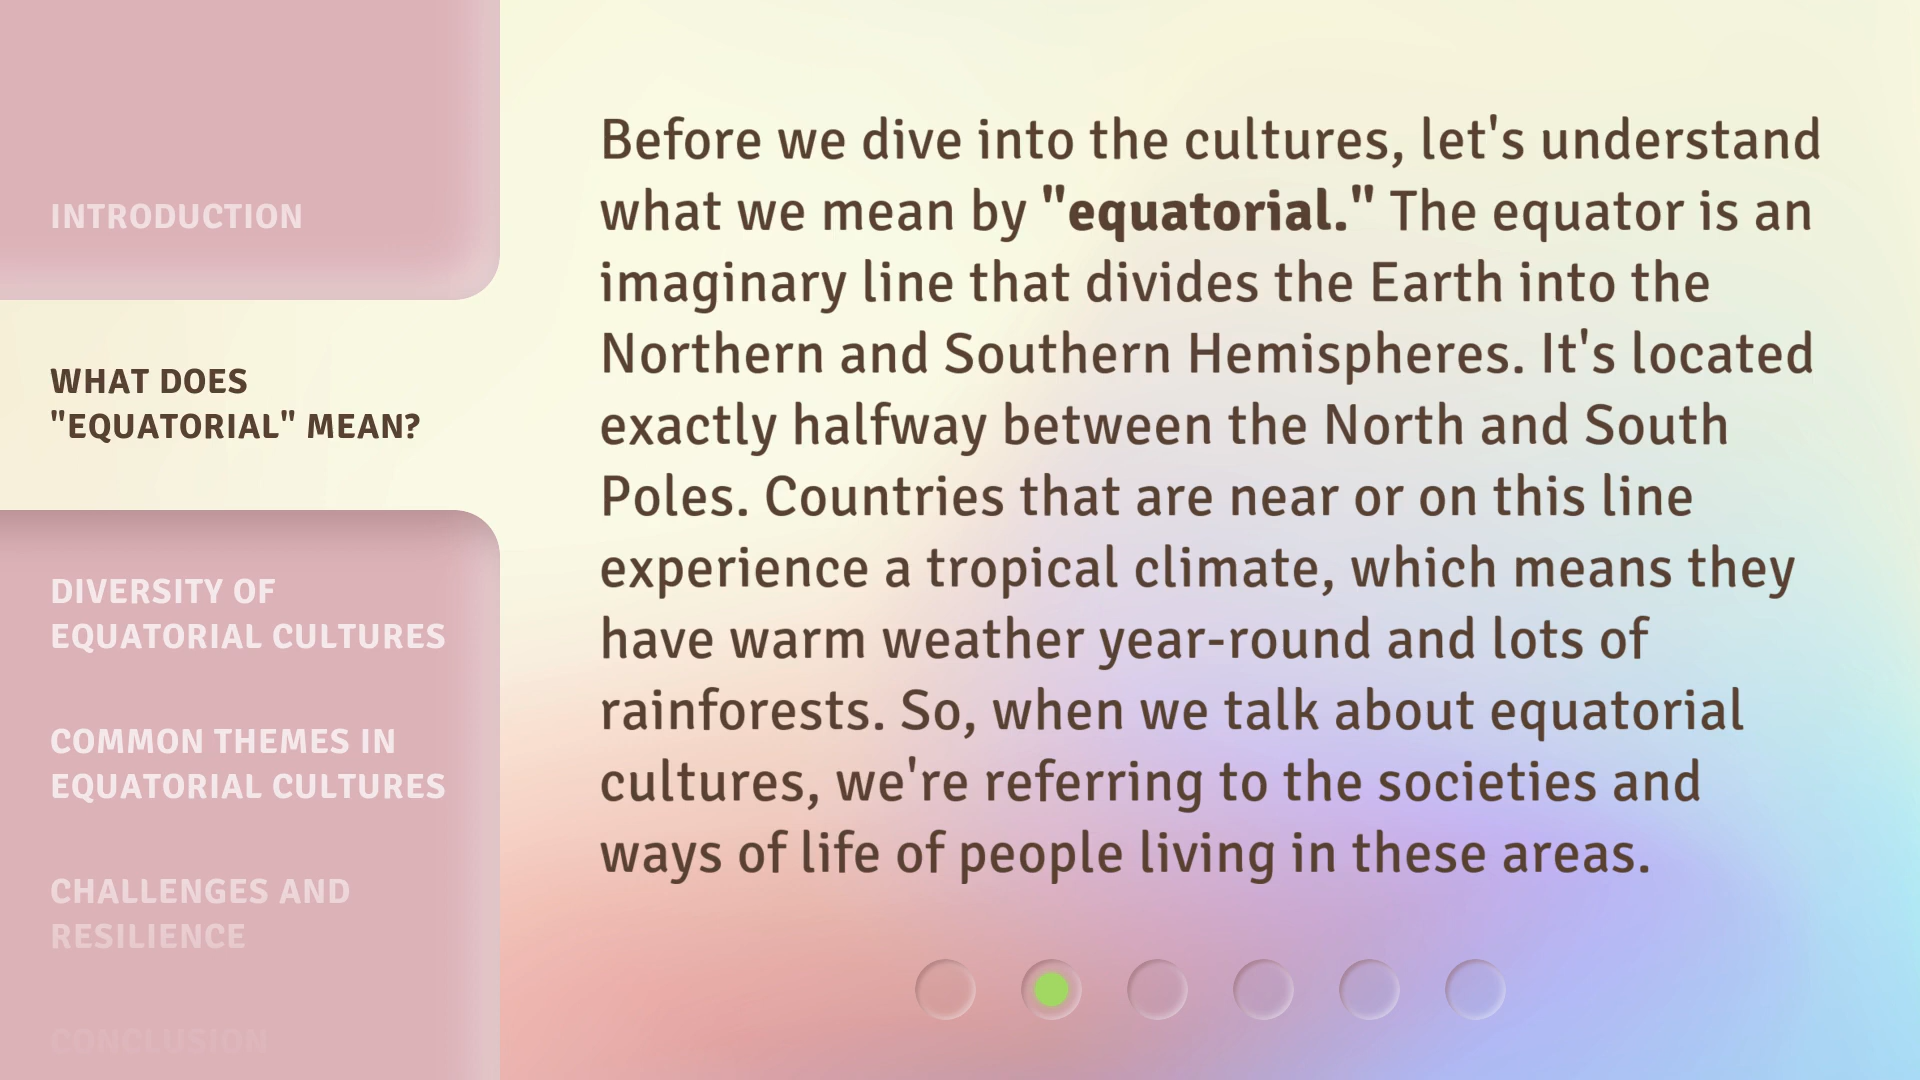 INTRODUCTION
WHAT DOES
"EQUATORIAL" MEAN?
DIVERSITY OF
EQUATORIAL CULTURES
COMMON THEMES IN
EQUATORIAL CULTURES
CHALLENGES AND
RESILIENCE
CONCLUSION
Before we dive into the cultures, let's understand
what we mean by "equatorial." The equator is an
imaginary line that divides the Earth into the
Northern and Southern Hemispheres. It's located
exactly halfway between the North and South
Poles. Countries that are near or on this line
experience a tropical climate, which means they
have warm weather year-round and lots of
rainforests. So, when we talk about equatorial
cultures, we're referring to the societies and
ways of life of people living in these areas.